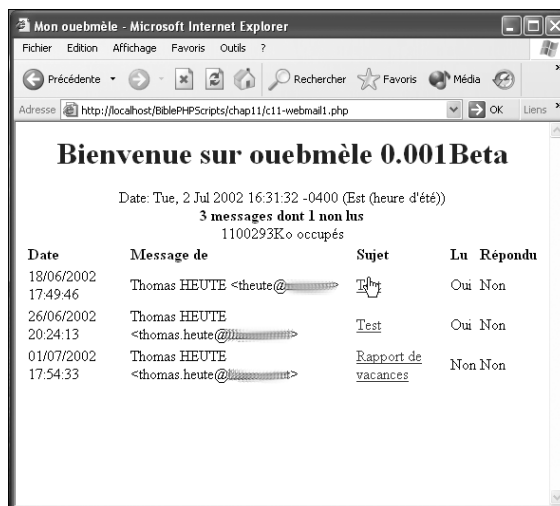 Mon ouebmèle - Microsoft Internet Explorer
Fichier Edition Affichage Favoris Outils ?
Précédente Rechercher Favoris Média »
Adresse http://localhost/BiblePHPScripts/chap11/c11-webmail1.php OK Liens »
Bienvenue sur ouebmèle 0.001Beta
Date: Tue, 2 Jul 2002 16:31:32 -0400 (Est (heure d'été))
3 messages dont 1 non lus
1100293Ko occupés
Date Message de Sujet Lu Répondu
18/06/2002
17:49:46
Thomas HEUTE <theute@ > Oui Non
26/06/2002
20:24:13
Thomas HEUTE
<thomas.heute@ > Test Oui Non
01/07/2002
17:54:33
Thomas HEUTE
<thomas.heute@ >
Rapport de
vacances
Non Non